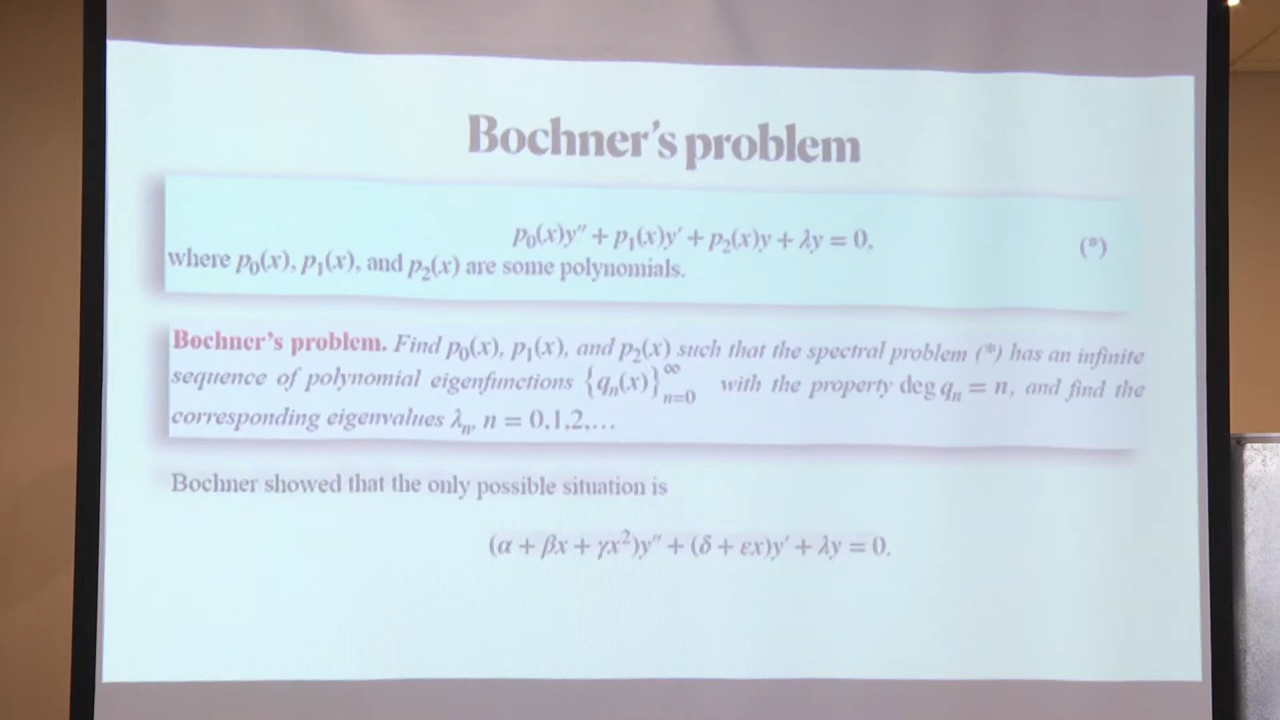 Bochner's problem
p₀(x)y″ + p₁(x)y′ + p₂(x)y + λy = 0, (*)
where p₀(x), p₁(x), and p₂(x) are some polynomials.
Bochner's problem. Find p₀(x), p₁(x), and p₂(x) such that the spectral problem (*) has an infinite
sequence of polynomial eigenfunctions {qₙ(x)}ₙ₌₀^∞ with the property deg qₙ = n, and find the
corresponding eigenvalues λₙ, n = 0,1,2,…
Bochner showed that the only possible situation is
(α + βx + γx²)y″ + (δ + εx)y′ + λy = 0.